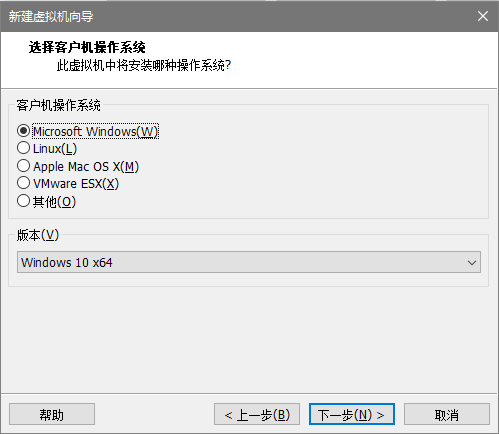 新建虚拟机向导
选择客户机操作系统
此虚拟机中将安装哪种操作系统?
客户机操作系统
Microsoft Windows(W)
Linux(L)
Apple Mac OS X(M)
VMware ESX(X)
其他(O)
版本(V)
Windows 10 x64
帮助
< 上一步(B)
下一步(N) >
取消